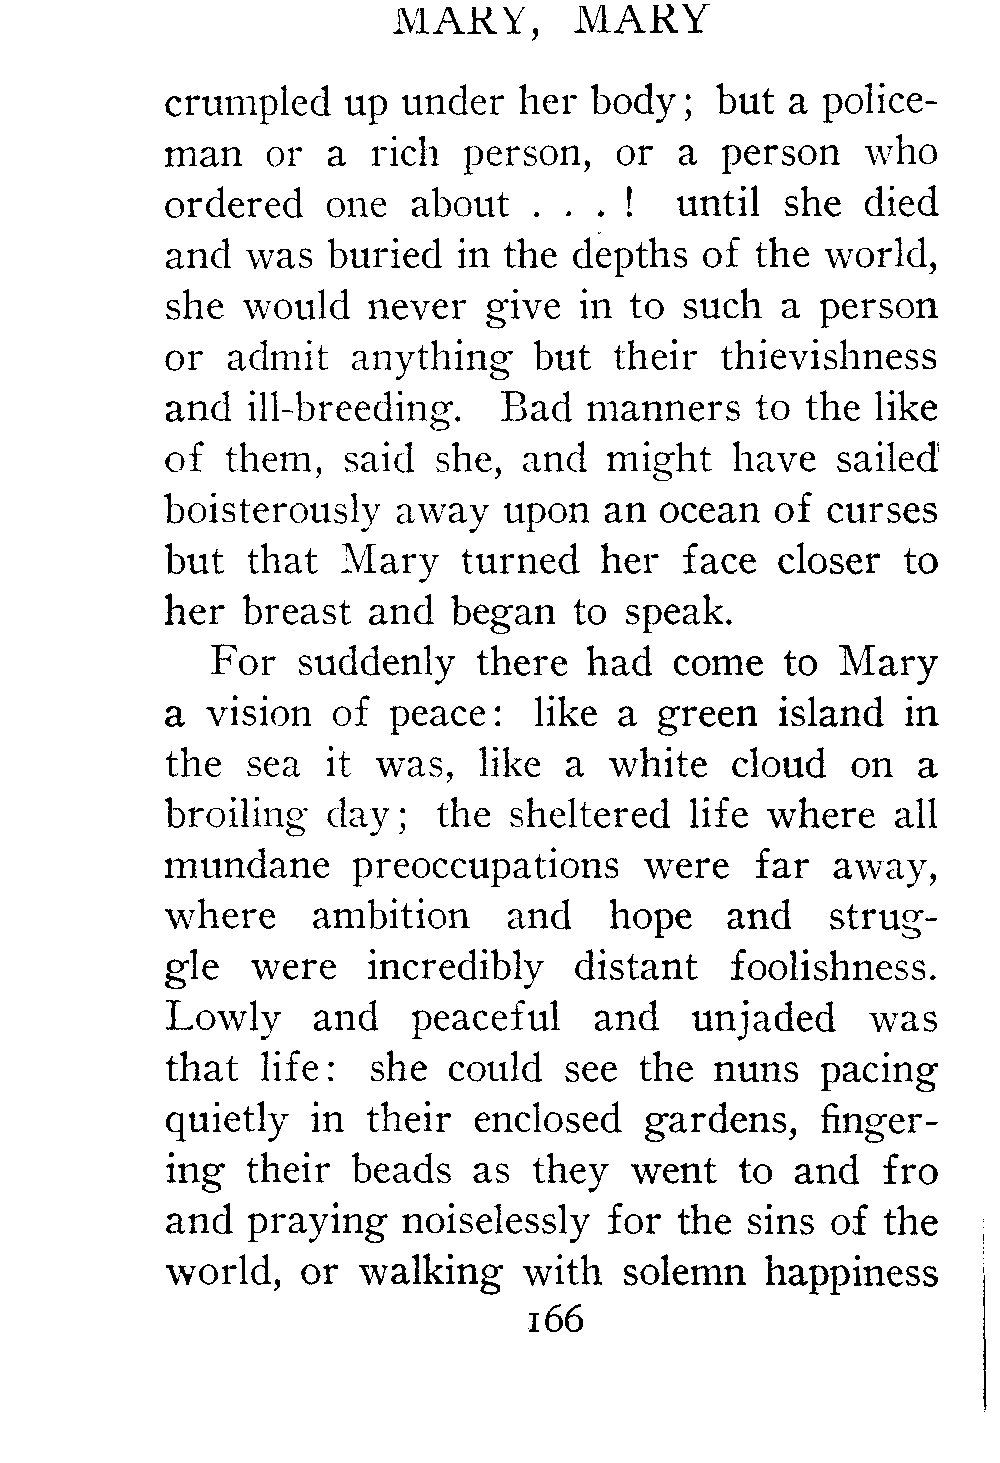 MARY, MARY
crumpled up under her body; but a police-
man or a rich person, or a person who
ordered one about . . . ! until she died
and was buried in the depths of the world,
she would never give in to such a person
or admit anything but their thievishness
and ill-breeding. Bad manners to the like
of them, said she, and might have sailed
boisterously away upon an ocean of curses
but that Mary turned her face closer to
her breast and began to speak.
For suddenly there had come to Mary
a vision of peace: like a green island in
the sea it was, like a white cloud on a
broiling day; the sheltered life where all
mundane preoccupations were far away,
where ambition and hope and strug-
gle were incredibly distant foolishness.
Lowly and peaceful and unjaded was
that life: she could see the nuns pacing
quietly in their enclosed gardens, finger-
ing their beads as they went to and fro
and praying noiselessly for the sins of the
world, or walking with solemn happiness
166